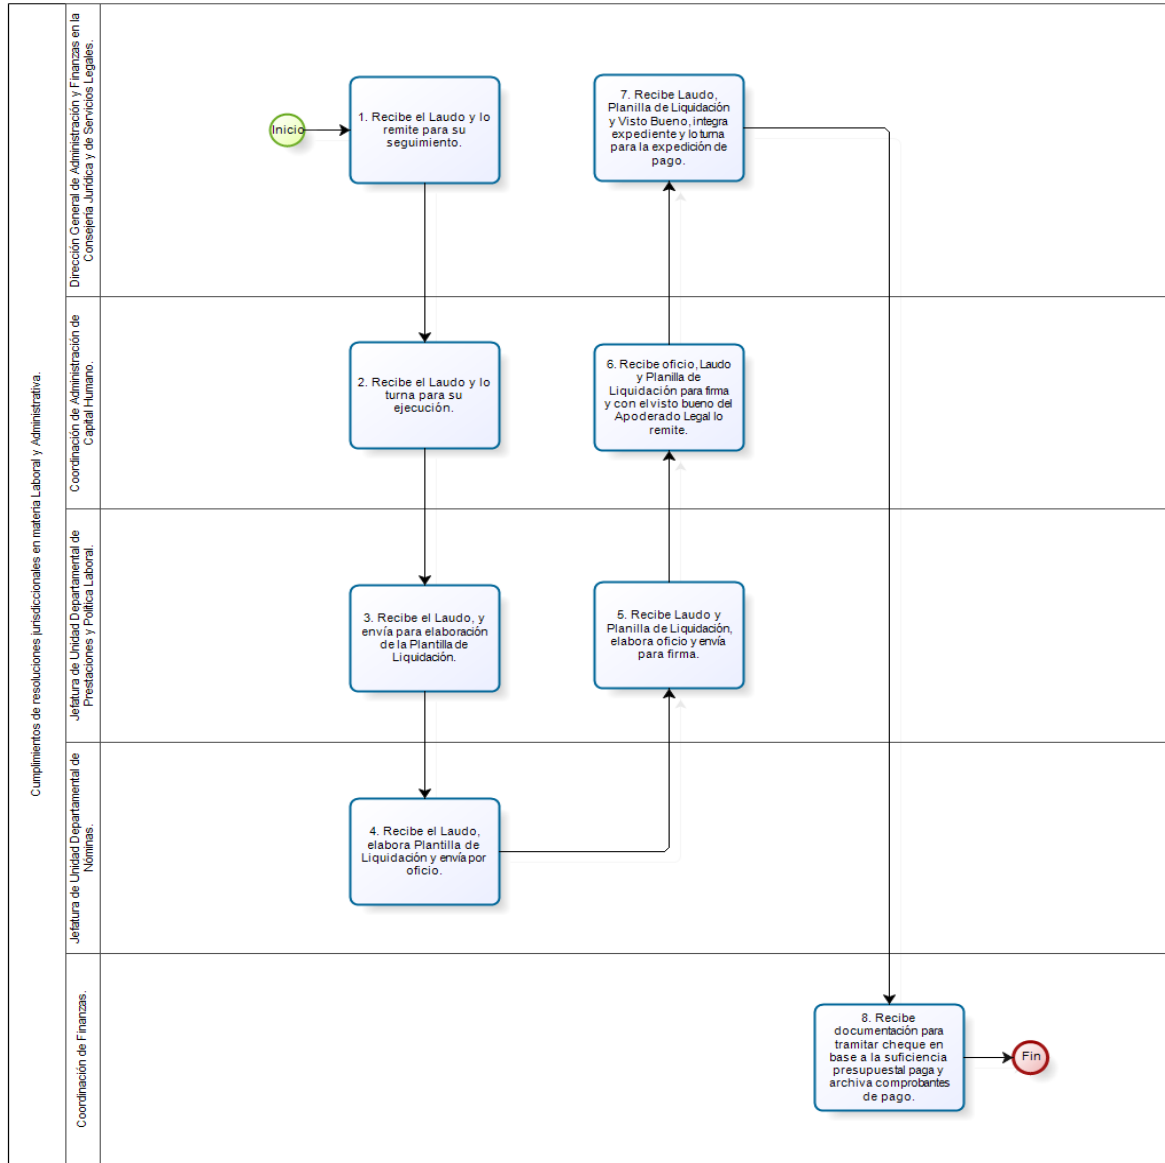 Cumplimientos de resoluciones jurisdiccionales en materia Laboral y Administrativa.
Dirección General de Administración y Finanzas en la
Consejería Jurídica y de Servicios Legales.
Inicio
1. Recibe el Laudo y lo
remite para su
seguimiento.
7. Recibe Laudo,
Planilla de Liquidación
y Visto Bueno, integra
expediente y lo turna
para la expedición de
pago.
Coordinación de Administración de
Capital Humano.
2. Recibe el Laudo y lo
turna para su
ejecución.
6. Recibe oficio, Laudo
y Planilla de
Liquidación para firma
y con el visto bueno del
Apoderado Legal lo
remite.
Jefatura de Unidad Departamental de
Prestaciones y Política Laboral.
3. Recibe el Laudo, y
envía para elaboración
de la Plantilla de
Liquidación.
5. Recibe Laudo y
Planilla de Liquidación,
elabora oficio y envía
para firma.
Jefatura de Unidad Departamental de
Nóminas.
4. Recibe el Laudo,
elabora Plantilla de
Liquidación y envía por
oficio.
Coordinación de Finanzas.
8. Recibe
documentación para
tramitar cheque en
base a la suficiencia
presupuestal paga y
archiva comprobantes
de pago.
Fin